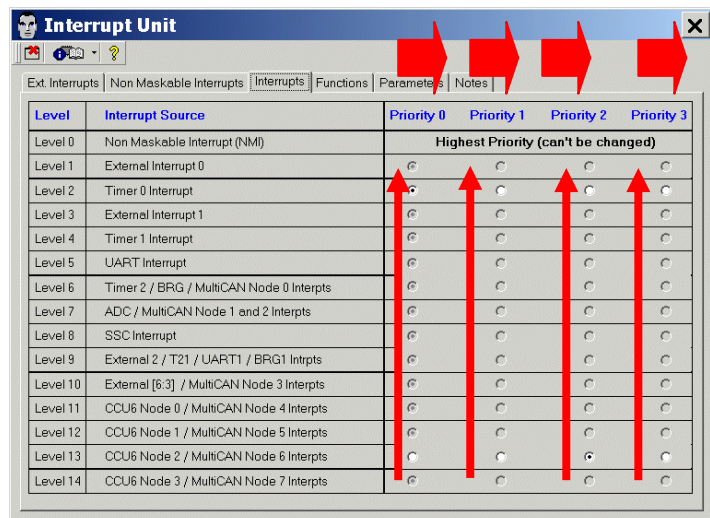 Interrupt Unit
Ext. Interrupts Non Maskable Interrupts Interrupts Functions Parameters Notes
Level Interrupt Source Priority 0 Priority 1 Priority 2 Priority 3
Level 0 Non Maskable Interrupt (NMI) Highest Priority (can't be changed)
Level 1 External Interrupt 0
Level 2 Timer 0 Interrupt
Level 3 External Interrupt 1
Level 4 Timer 1 Interrupt
Level 5 UART Interrupt
Level 6 Timer 2 / BRG / MultiCAN Node 0 Interpts
Level 7 ADC / MultiCAN Node 1 and 2 Interpts
Level 8 SSC Interrupt
Level 9 External 2 / T21 / UART1 / BRG1 Intrpts
Level 10 External [6:3] / MultiCAN Node 3 Interpts
Level 11 CCU6 Node 0 / MultiCAN Node 4 Interpts
Level 12 CCU6 Node 1 / MultiCAN Node 5 Interpts
Level 13 CCU6 Node 2 / MultiCAN Node 6 Interpts
Level 14 CCU6 Node 3 / MultiCAN Node 7 Interpts